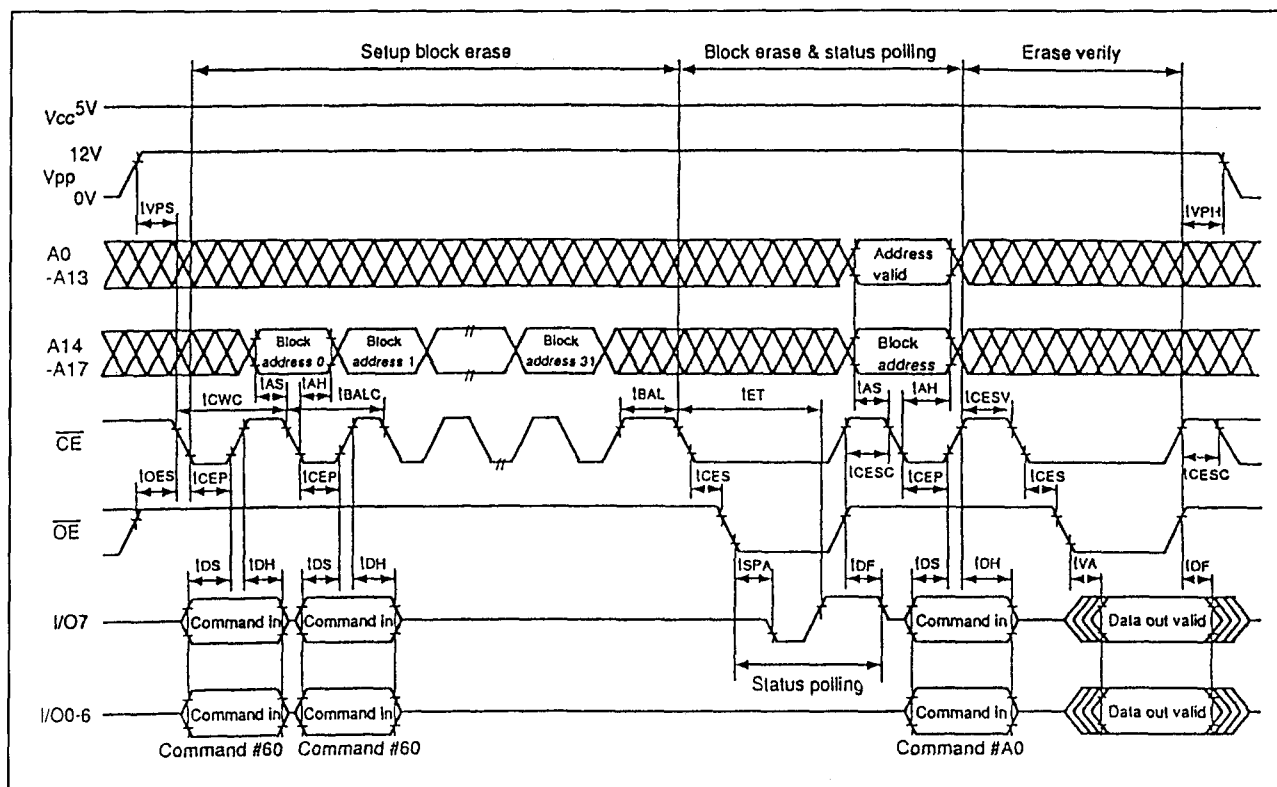 Setup block erase Block erase & status polling Erase verify
Vcc 5V
12V
Vpp
0V
tVPS tVPH
A0
-A13
Address
valid
A14
-A17
Block
address 0
Block
address 1
Block
address 31
Block
address
tCWC tAS tAH tBALC tBAL tET tAS tAH tCESV
CE
tOES tCEP tCEP tCES tCESC tCEP tCES tCESC
OE
tDS tDH tDS tDH tSPA tDF tDS tDH tVA tDF
I/O7 Command in Command in Command in Data out valid
Status polling
I/O0-6 Command in Command in Command in Data out valid
Command #60 Command #60 Command #A0